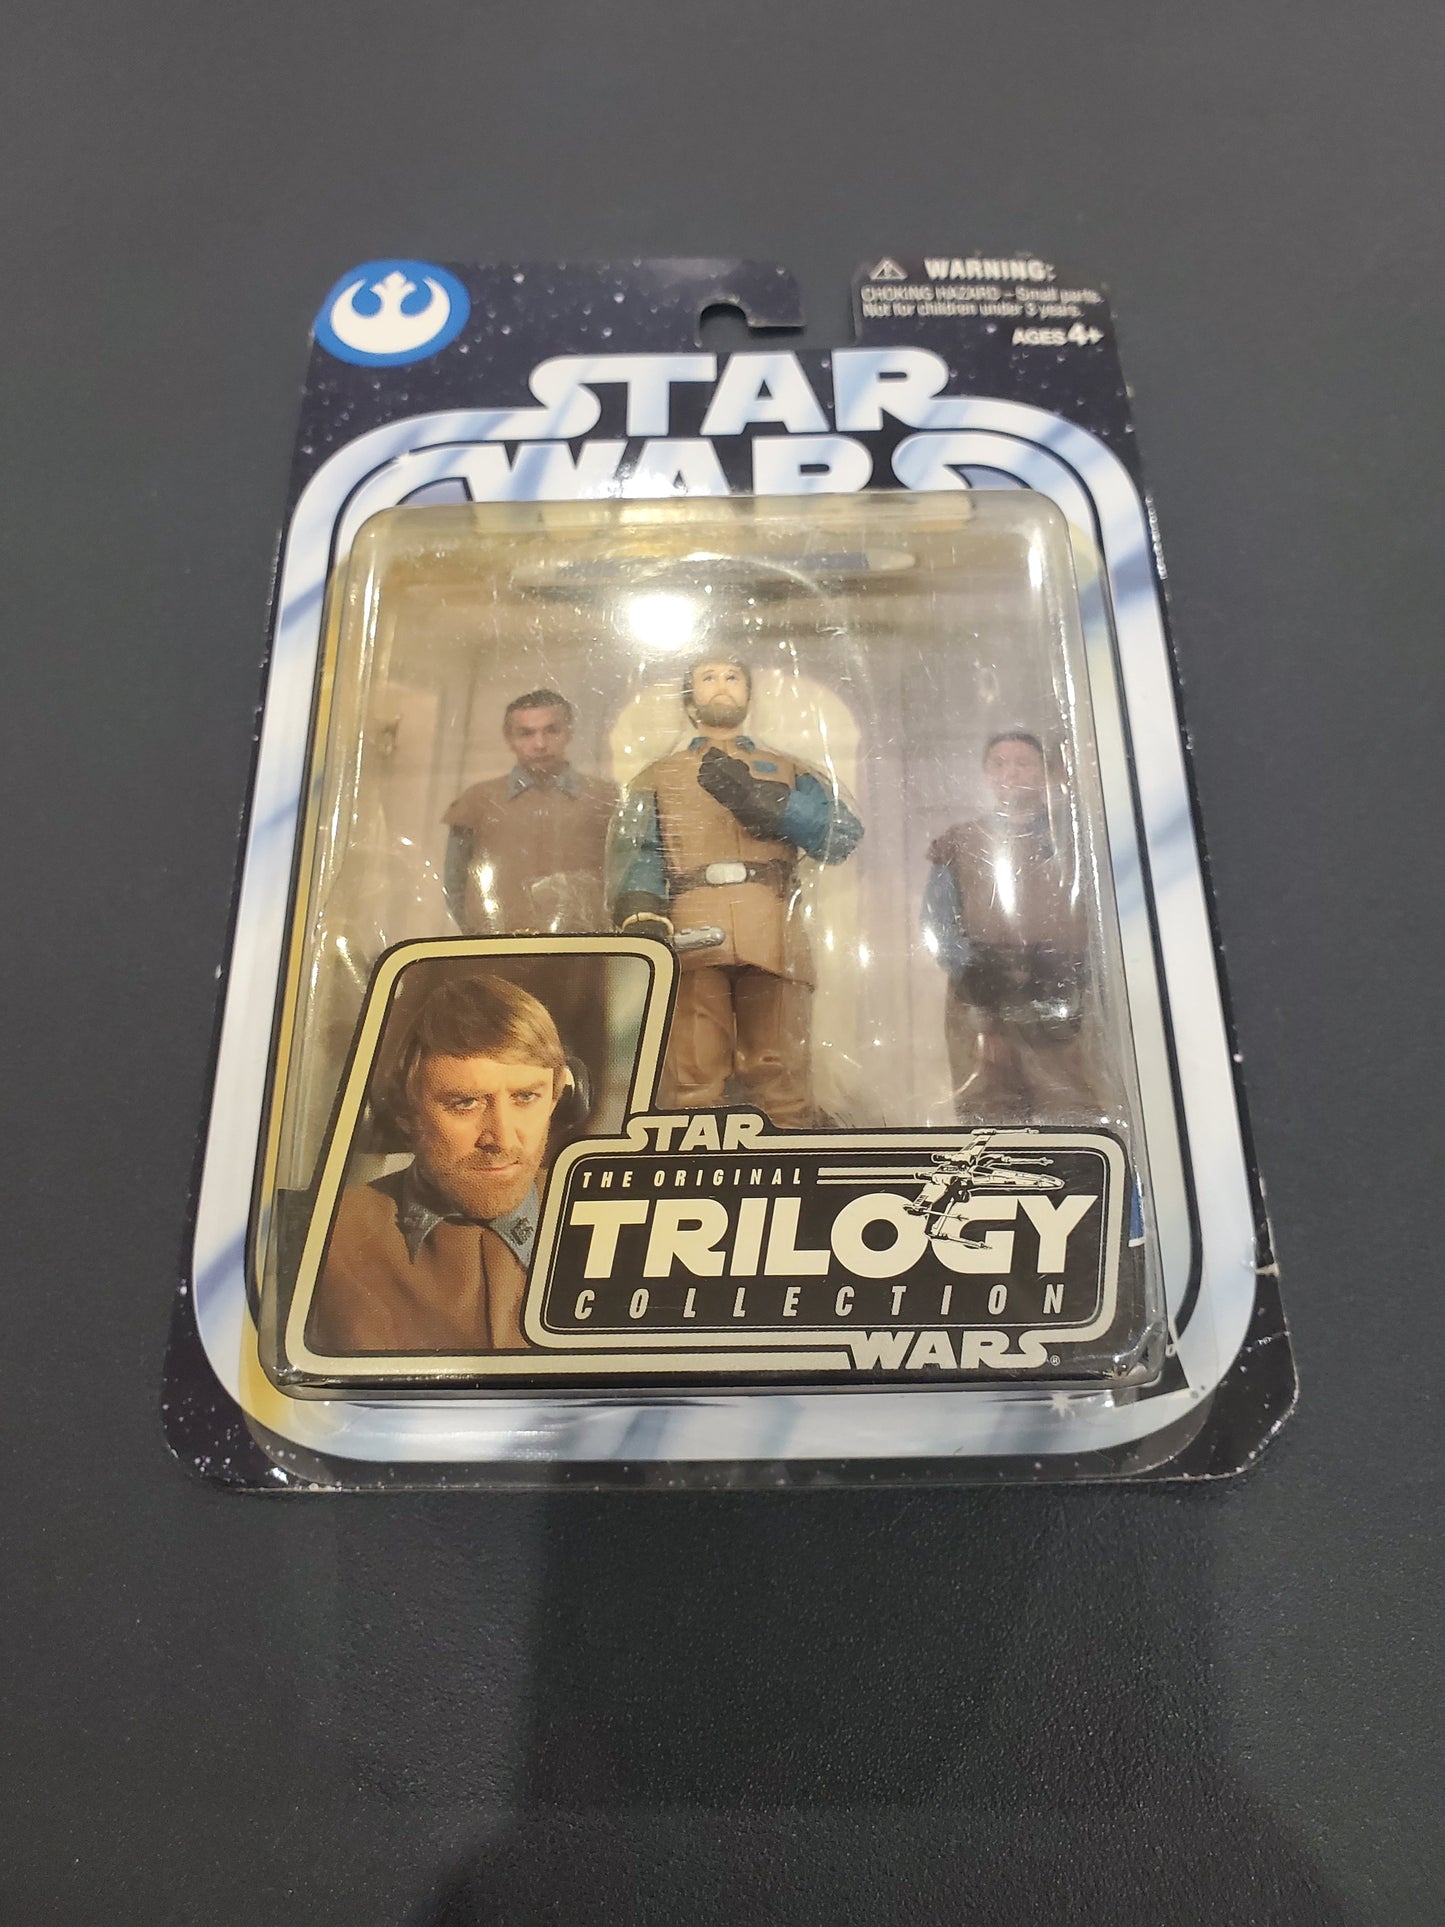 WARNING:
CHOKING HAZARD – Small parts
Not for children under 3 years.
AGES 4+
STAR
WARS
STAR
THE ORIGINAL
TRILOGY
COLLECTION
WARS®